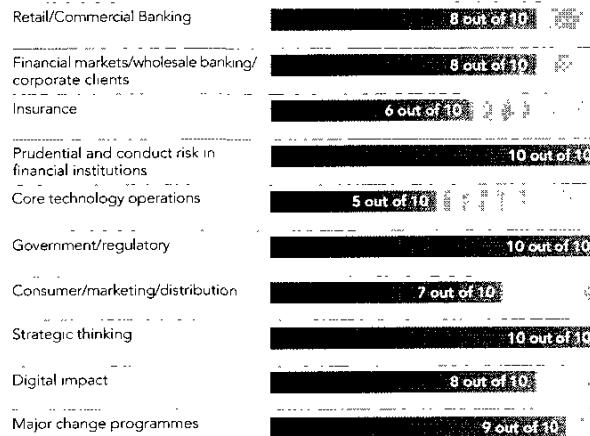 Retail/Commercial Banking
8 out of 10
Financial markets/wholesale banking/
corporate clients
8 out of 10
Insurance
6 out of 10
Prudential and conduct risk in
financial institutions
10 out of 10
Core technology operations
5 out of 10
Government/regulatory
10 out of 10
Consumer/marketing/distribution
7 out of 10
Strategic thinking
10 out of 10
Digital impact
8 out of 10
Major change programmes
9 out of 10